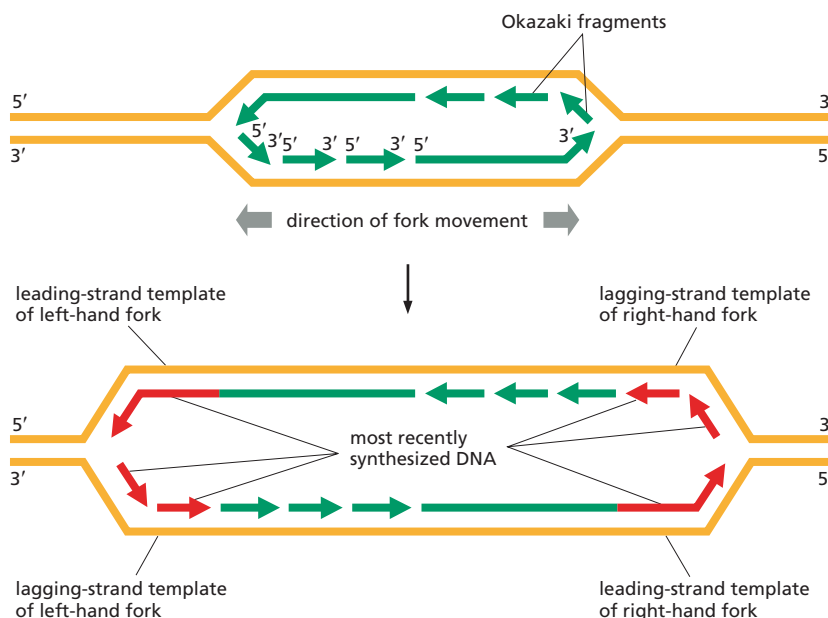 Okazaki fragments
5′
3
5′ 3′5′ 3′ 5′ 3′ 5′ 3′
3′
5
direction of fork movement
leading-strand template
of left-hand fork
lagging-strand template
of right-hand fork
5′
3
most recently
synthesized DNA
3′
5
lagging-strand template
of left-hand fork
leading-strand template
of right-hand fork